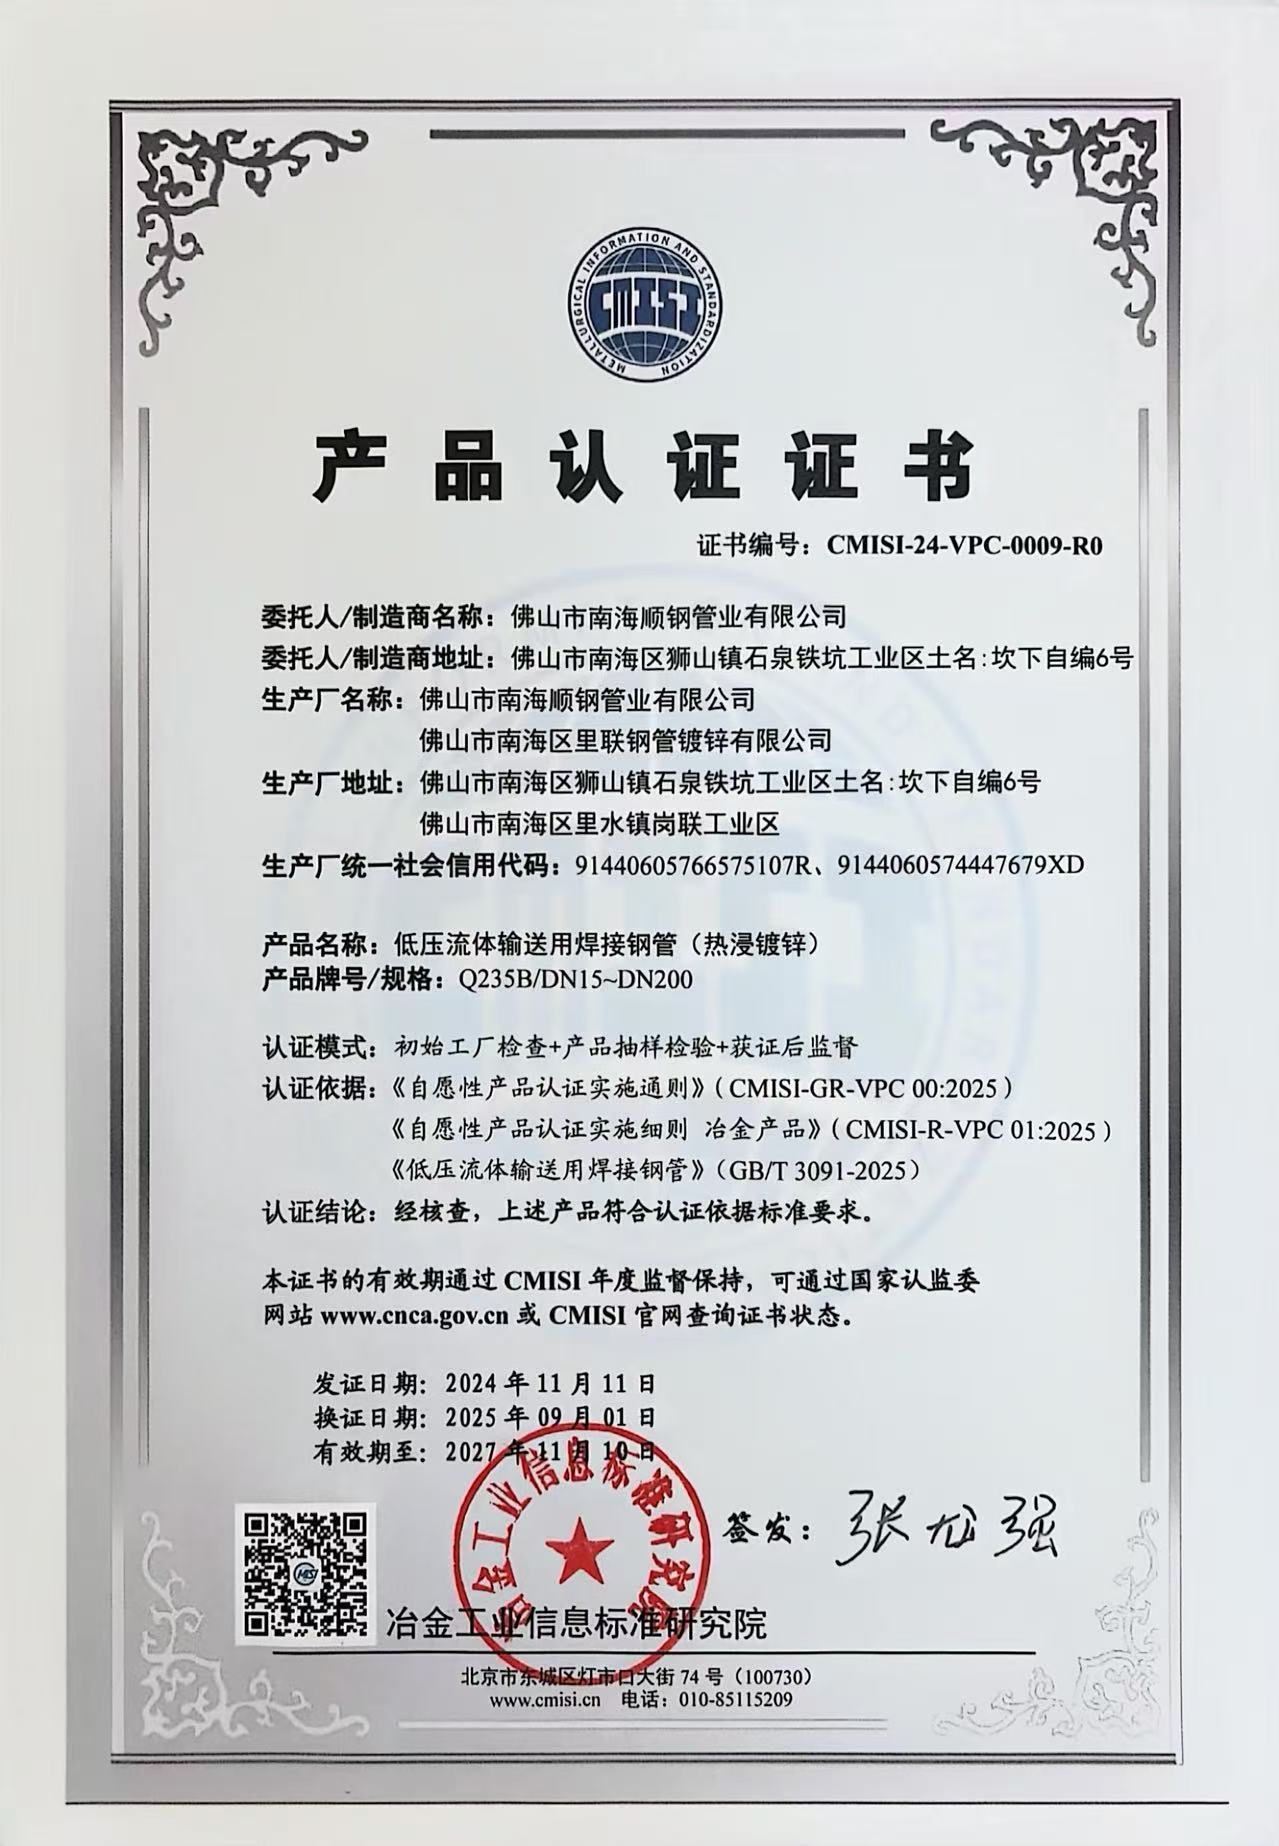 METALLURGICAL INFORMATION AND STANDARDIZATION
CMISI
产品认证证书
证书编号：CMISI-24-VPC-0009-R0
委托人/制造商名称：佛山市南海顺钢管业有限公司
委托人/制造商地址：佛山市南海区狮山镇石泉铁坑工业区土名:坎下自编6号
生产厂名称：佛山市南海顺钢管业有限公司
佛山市南海区里联钢管镀锌有限公司
生产厂地址：佛山市南海区狮山镇石泉铁坑工业区土名:坎下自编6号
佛山市南海区里水镇岗联工业区
生产厂统一社会信用代码：91440605766575107R、9144060574447679XD
产品名称：低压流体输送用焊接钢管（热浸镀锌）
产品牌号/规格：Q235B/DN15~DN200
认证模式：初始工厂检查+产品抽样检验+获证后监督
认证依据：《自愿性产品认证实施通则》（CMISI-GR-VPC 00:2025）
《自愿性产品认证实施细则 冶金产品》（CMISI-R-VPC 01:2025）
《低压流体输送用焊接钢管》（GB/T 3091-2025）
认证结论：经核查，上述产品符合认证依据标准要求。
本证书的有效期通过 CMISI 年度监督保持，可通过国家认监委
网站 www.cnca.gov.cn 或 CMISI 官网查询证书状态。
发证日期：2024 年 11 月 11 日
换证日期：2025 年 09 月 01 日
有效期至：2027 年 11 月 10 日
冶金工业信息标准研究院
签发：张龙强
冶金工业信息标准研究院
北京市东城区灯市口大街 74 号（100730）
www.cmisi.cn 电话：010-85115209